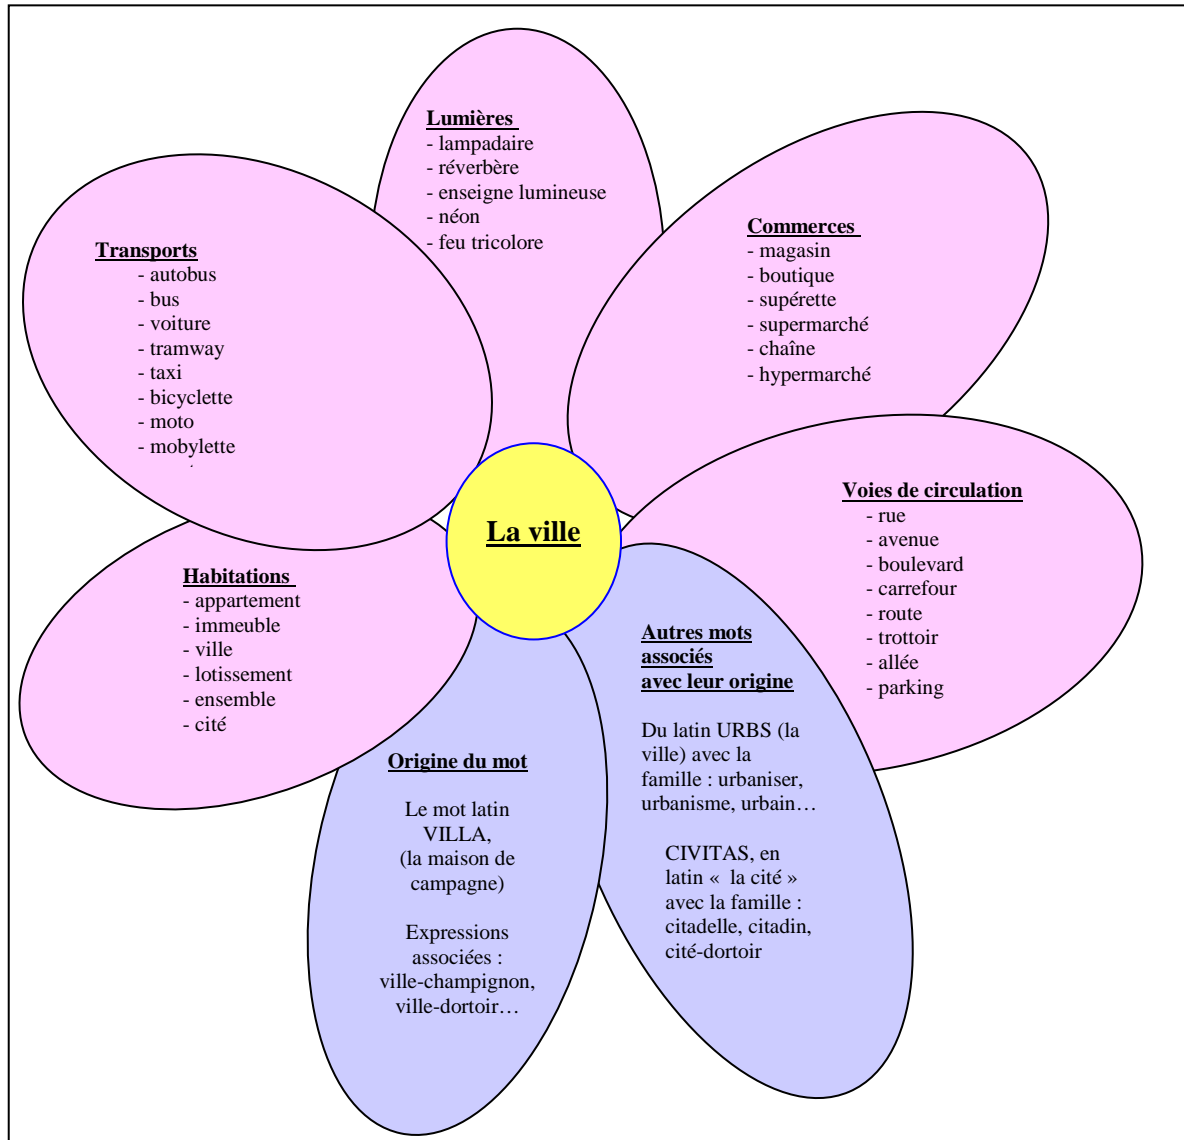 Lumières
- lampadaire
- réverbère
- enseigne lumineuse
- néon
- feu tricolore
Commerces
- magasin
- boutique
- supérette
- supermarché
- chaîne
- hypermarché
Transports
- autobus
- bus
- voiture
- tramway
- taxi
- bicyclette
- moto
- mobylette
La ville
Voies de circulation
- rue
- avenue
- boulevard
- carrefour
- route
- trottoir
- allée
- parking
Habitations
- appartement
- immeuble
- ville
- lotissement
- ensemble
- cité
Autres mots
associés
avec leur origine
Du latin URBS (la
ville) avec la
famille : urbaniser,
urbanisme, urbain…
CIVITAS, en
latin «  la cité »
avec la famille :
citadelle, citadin,
cité-dortoir
Origine du mot
Le mot latin
VILLA,
(la maison de
campagne)
Expressions
associées :
ville-champignon,
ville-dortoir…